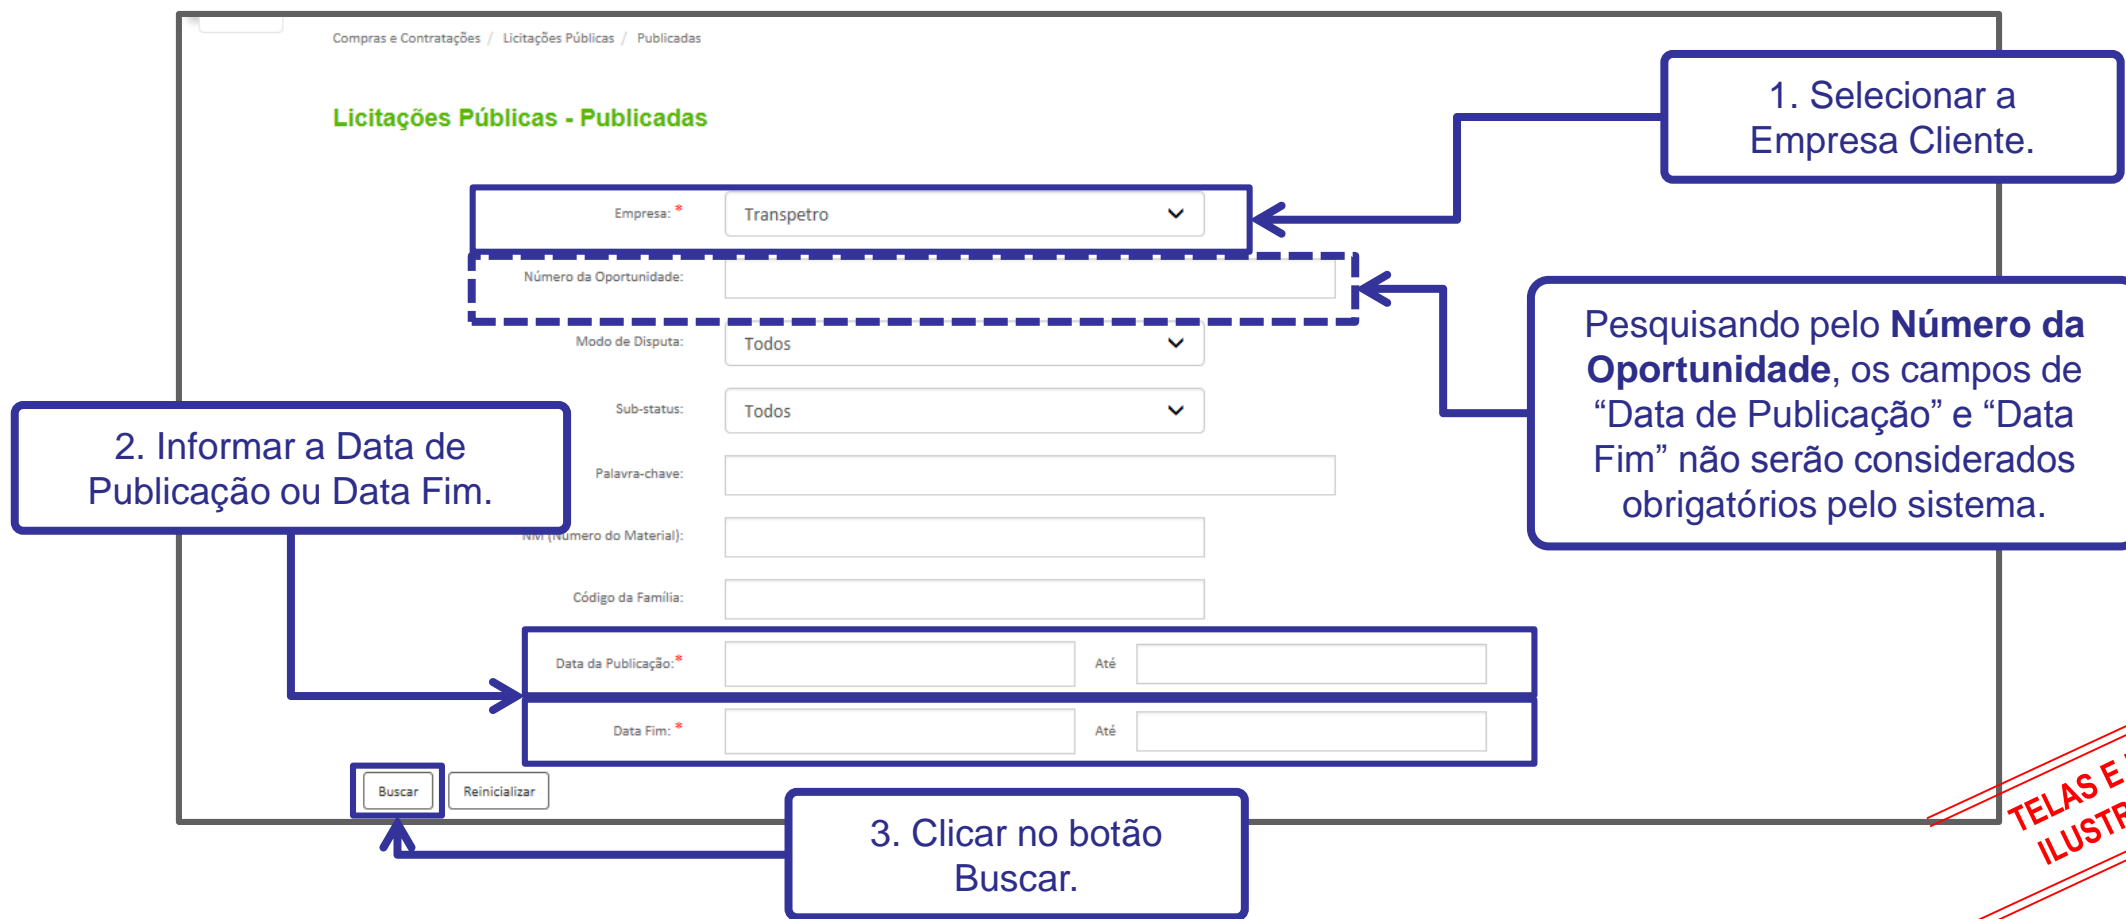 Compras e Contratações / Licitações Públicas / Publicadas
Licitações Públicas - Publicadas
1. Selecionar a
Empresa Cliente.
Empresa: *
Transpetro
Número da Oportunidade:
Pesquisando pelo Número da
Oportunidade, os campos de
“Data de Publicação” e “Data
Fim” não serão considerados
obrigatórios pelo sistema.
Modo de Disputa:
Todos
Sub-status:
Todos
2. Informar a Data de
Publicação ou Data Fim.
Palavra-chave:
NM (Número do Material):
Código da Família:
Data da Publicação:*
Até
Data Fim: *
Até
Buscar
Reinicializar
3. Clicar no botão
Buscar.
TELAS E